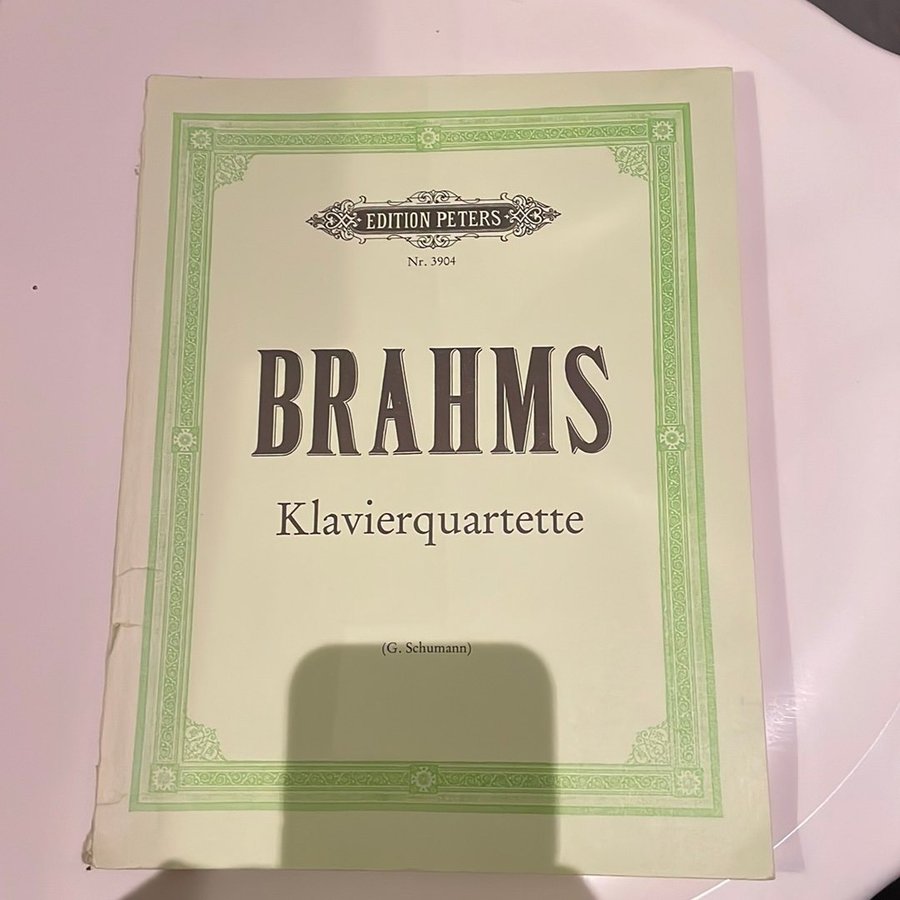 EDITION PETERS
Nr. 3904
BRAHMS
Klavierquartette
(G. Schumann)